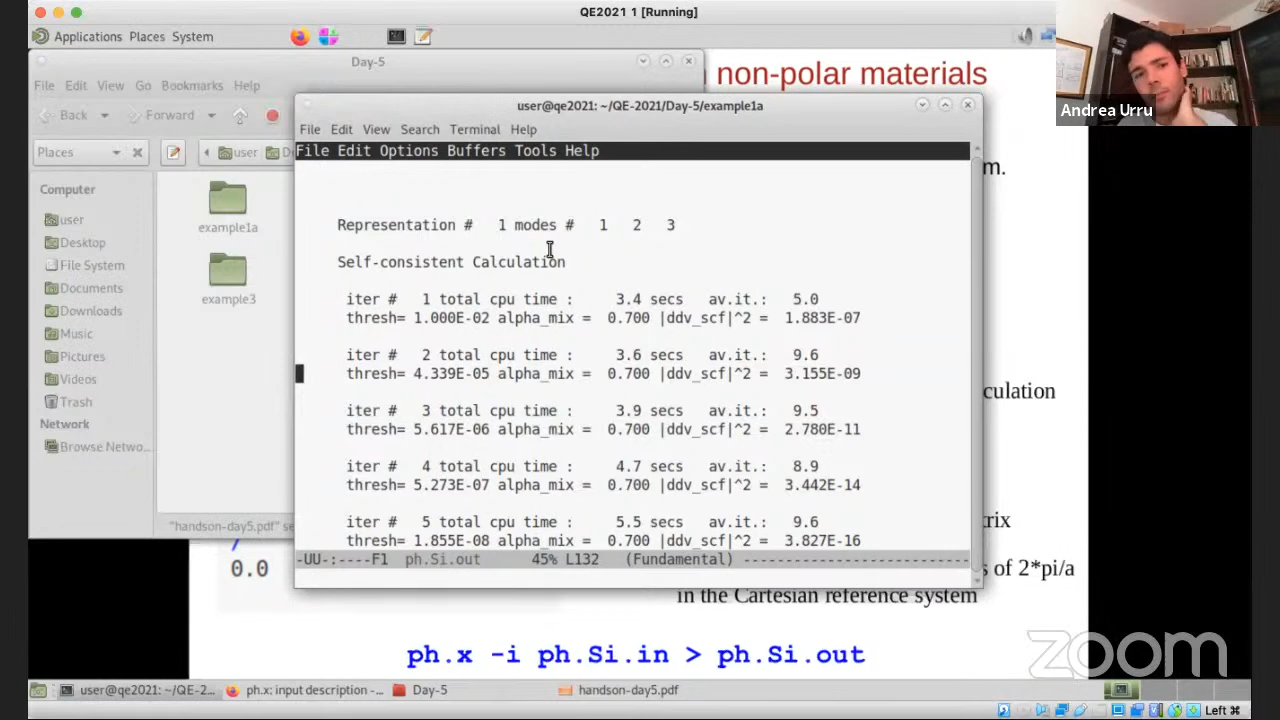 QE2021 1 [Running]
Applications Places System
Day-5
File Edit View Go Bookmarks Help
Back Forward
Places
user
Computer
user
Desktop
File System
Documents
Downloads
Music
Pictures
Videos
Trash
Network
Browse Netwo...
example1a
example3
"handson-day5.pdf" se
non-polar materials
Andrea Urru
m.
culation
trix
s of 2*pi/a
in the Cartesian reference system
/
0.0
user@qe2021: ~/QE-2021/Day-5/example1a
File Edit View Search Terminal Help
File Edit Options Buffers Tools Help
Representation # 1 modes # 1 2 3
Self-consistent Calculation
iter # 1 total cpu time : 3.4 secs av.it.: 5.0
thresh= 1.000E-02 alpha_mix = 0.700 |ddv_scf|^2 = 1.883E-07
iter # 2 total cpu time : 3.6 secs av.it.: 9.6
thresh= 4.339E-05 alpha_mix = 0.700 |ddv_scf|^2 = 3.155E-09
iter # 3 total cpu time : 3.9 secs av.it.: 9.5
thresh= 5.617E-06 alpha_mix = 0.700 |ddv_scf|^2 = 2.780E-11
iter # 4 total cpu time : 4.7 secs av.it.: 8.9
thresh= 5.273E-07 alpha_mix = 0.700 |ddv_scf|^2 = 3.442E-14
iter # 5 total cpu time : 5.5 secs av.it.: 9.6
thresh= 1.855E-08 alpha_mix = 0.700 |ddv_scf|^2 = 3.827E-16
-UU-:----F1 ph.Si.out 45% L132 (Fundamental) ---------------------------
ph.x -i ph.Si.in > ph.Si.out
zoom
user@qe2021: ~/QE-2... ph.x: input description -... Day-5 handson-day5.pdf
Left ⌘